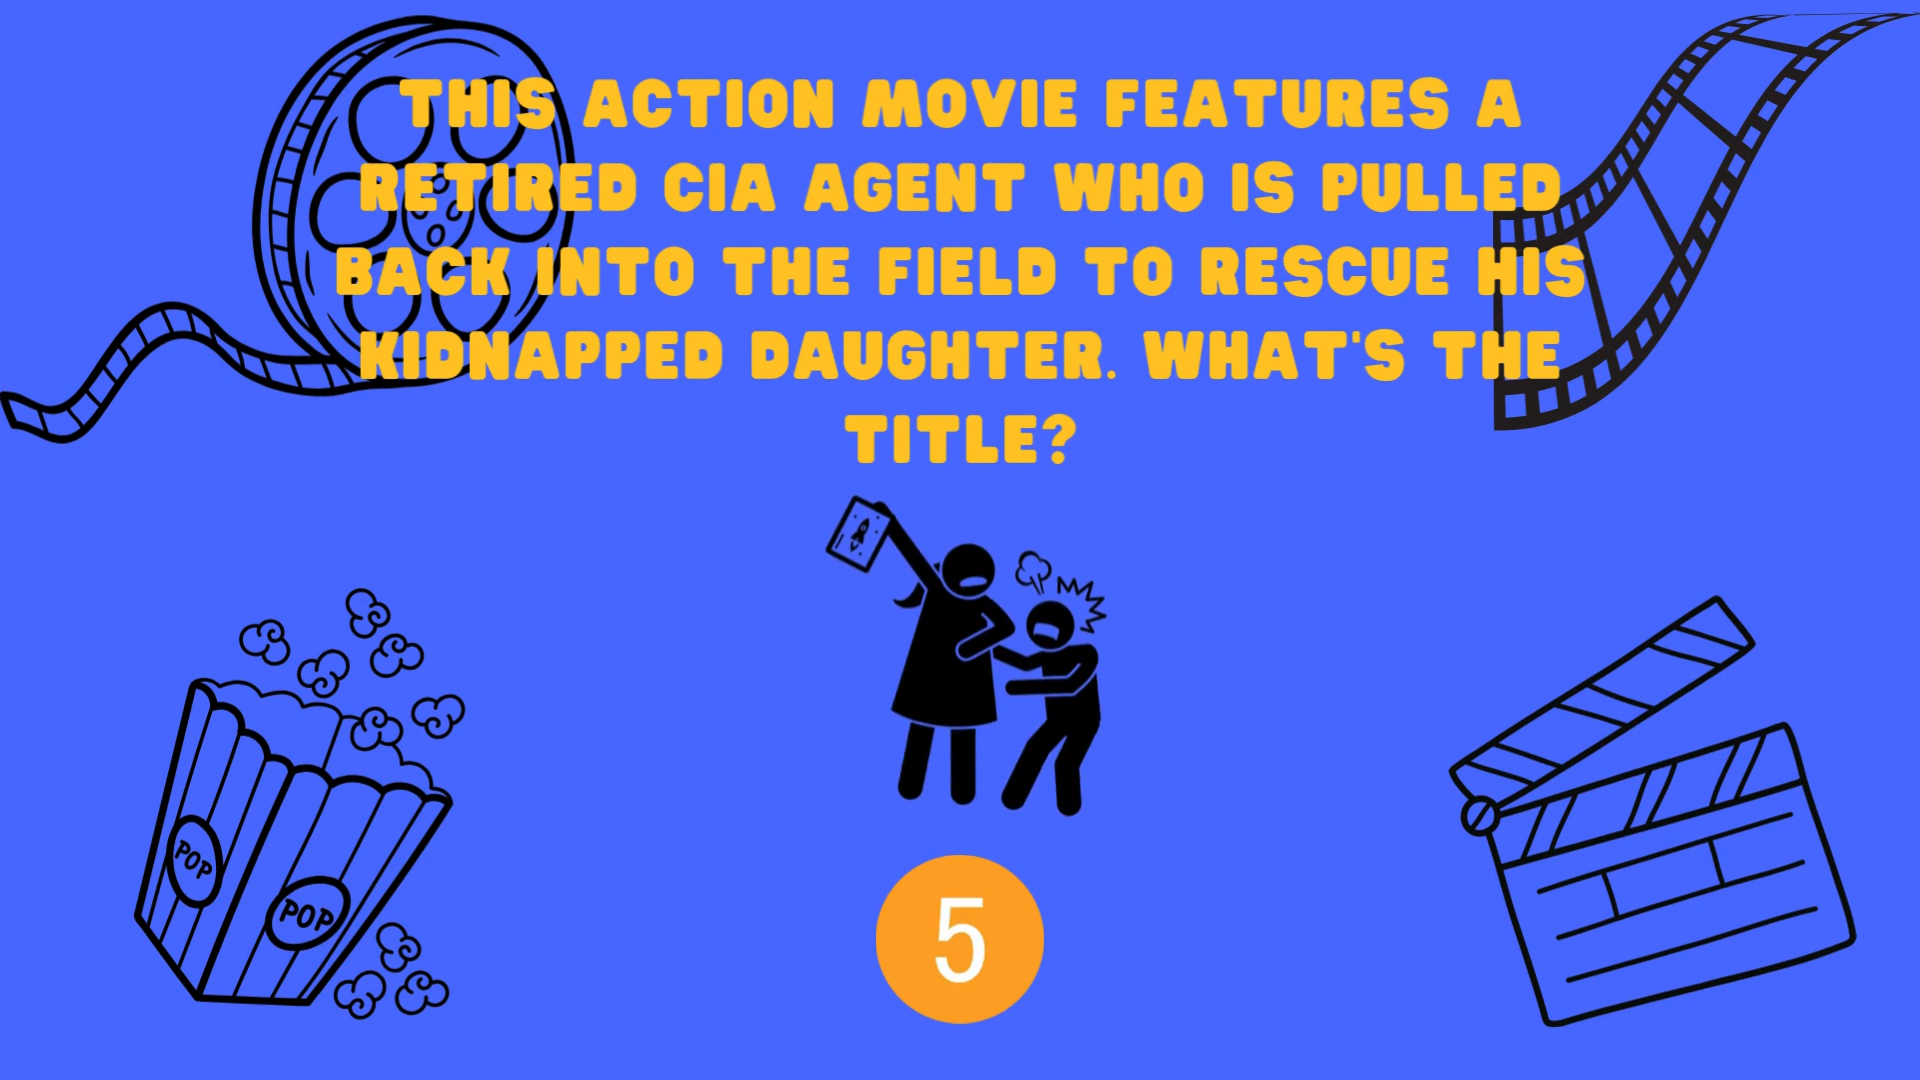 THIS ACTION MOVIE FEATURES A
RETIRED CIA AGENT WHO IS PULLED
BACK INTO THE FIELD TO RESCUE HIS
KIDNAPPED DAUGHTER. WHAT'S THE
TITLE?
POP
POP
5